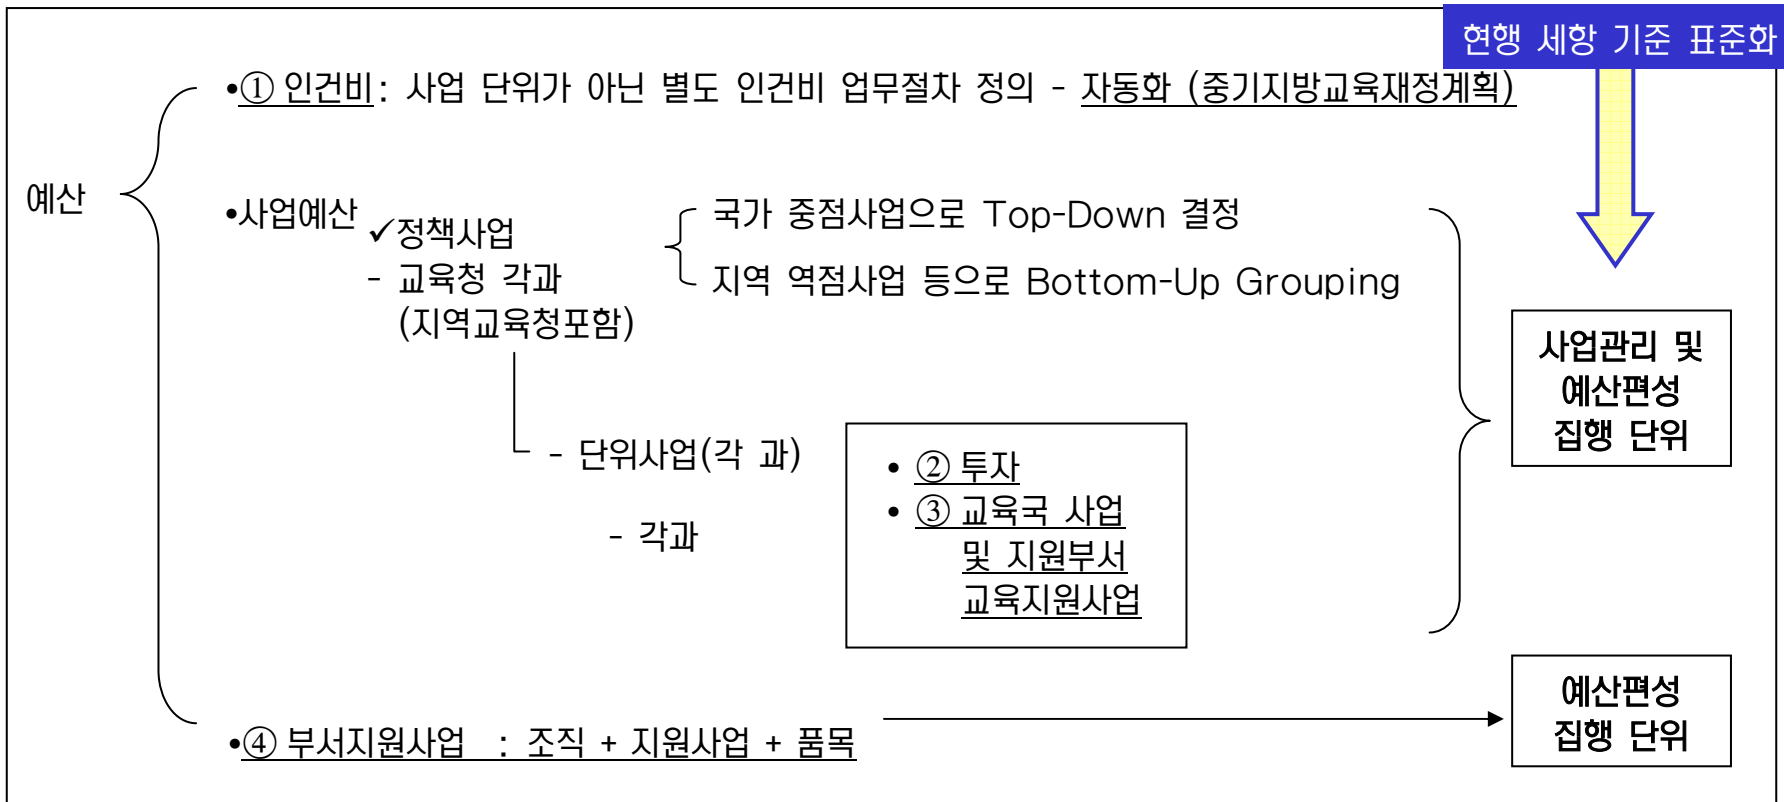 현행 세항 기준 표준화
•① 인건비: 사업 단위가 아닌 별도 인건비 업무절차 정의 - 자동화 (중기지방교육재정계획)
예산
•사업예산
✓정책사업
- 교육청 각과
(지역교육청포함)
국가 중점사업으로 Top-Down 결정
지역 역점사업 등으로 Bottom-Up Grouping
- 단위사업(각 과)
- 각과
• ② 투자
• ③ 교육국 사업
및 지원부서
교육지원사업
사업관리 및
예산편성
집행 단위
•④ 부서지원사업 : 조직 + 지원사업 + 품목
예산편성
집행 단위